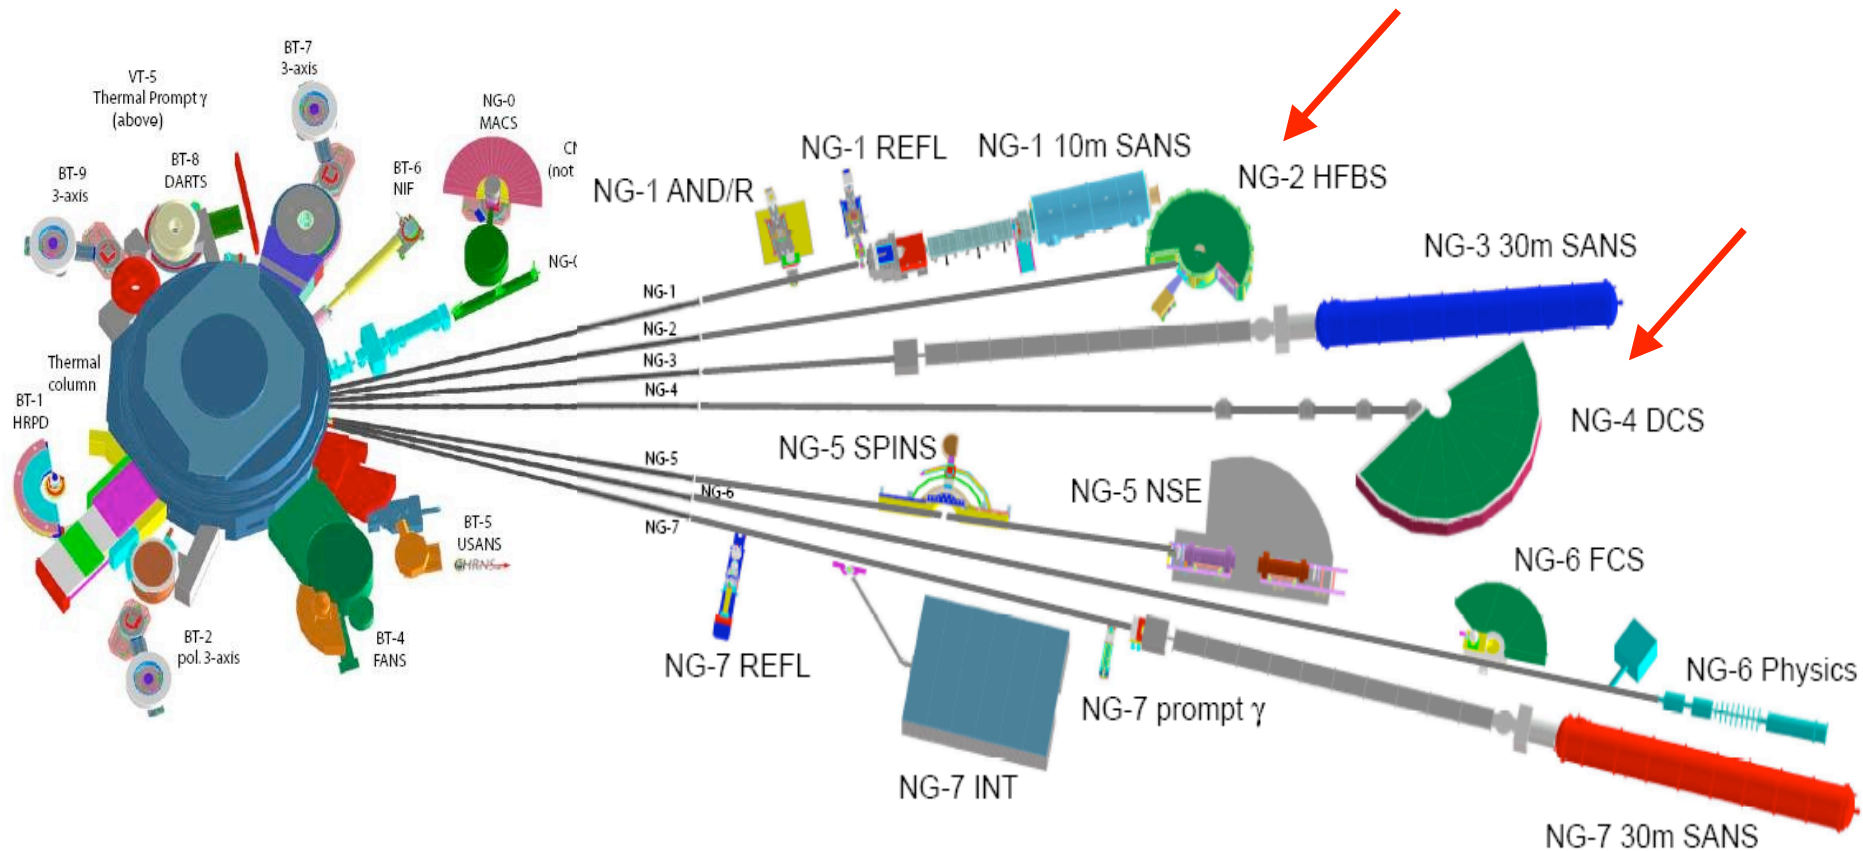 BT-7
3-axis
VT-5
Thermal Prompt γ
(above)
NG-0
MACS
BT-9
3-axis
BT-8
DARTS
BT-6
NIF
(not
NG-1 AND/R
NG-1 REFL
NG-1 10m SANS
NG-2 HFBS
NG-3 30m SANS
NG-1
NG-2
NG-3
NG-4
Thermal
column
BT-1
HRPD
NG-4 DCS
NG-5 SPINS
NG-5
NG-6
NG-7
NG-5 NSE
BT-5
USANS
CHRNS
NG-6 FCS
BT-2
pol. 3-axis
BT-4
FANS
NG-7 REFL
NG-7 prompt γ
NG-6 Physics
NG-7 INT
NG-7 30m SANS